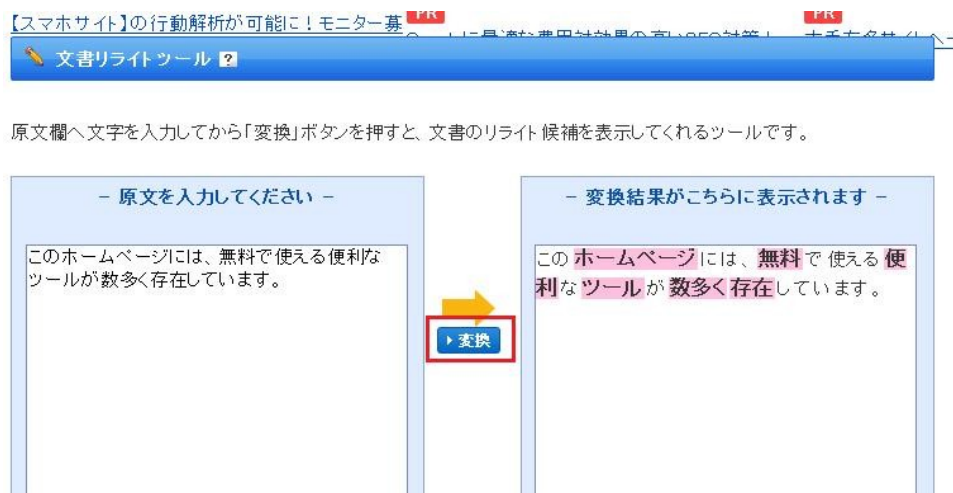 【スマホサイト】の行動解析が可能に!モニター募
PR
PR
文書リライトツール ?
原文欄へ文字を入力してから「変換」ボタンを押すと、文書のリライト候補を表示してくれるツールです。
- 原文を入力してください -
このホームページには、無料で使える便利な
ツールが数多く存在しています。
変換
- 変換結果がこちらに表示されます -
この ホームページ には、 無料 で 使える 便
利 な ツール が 数多く 存在 しています。